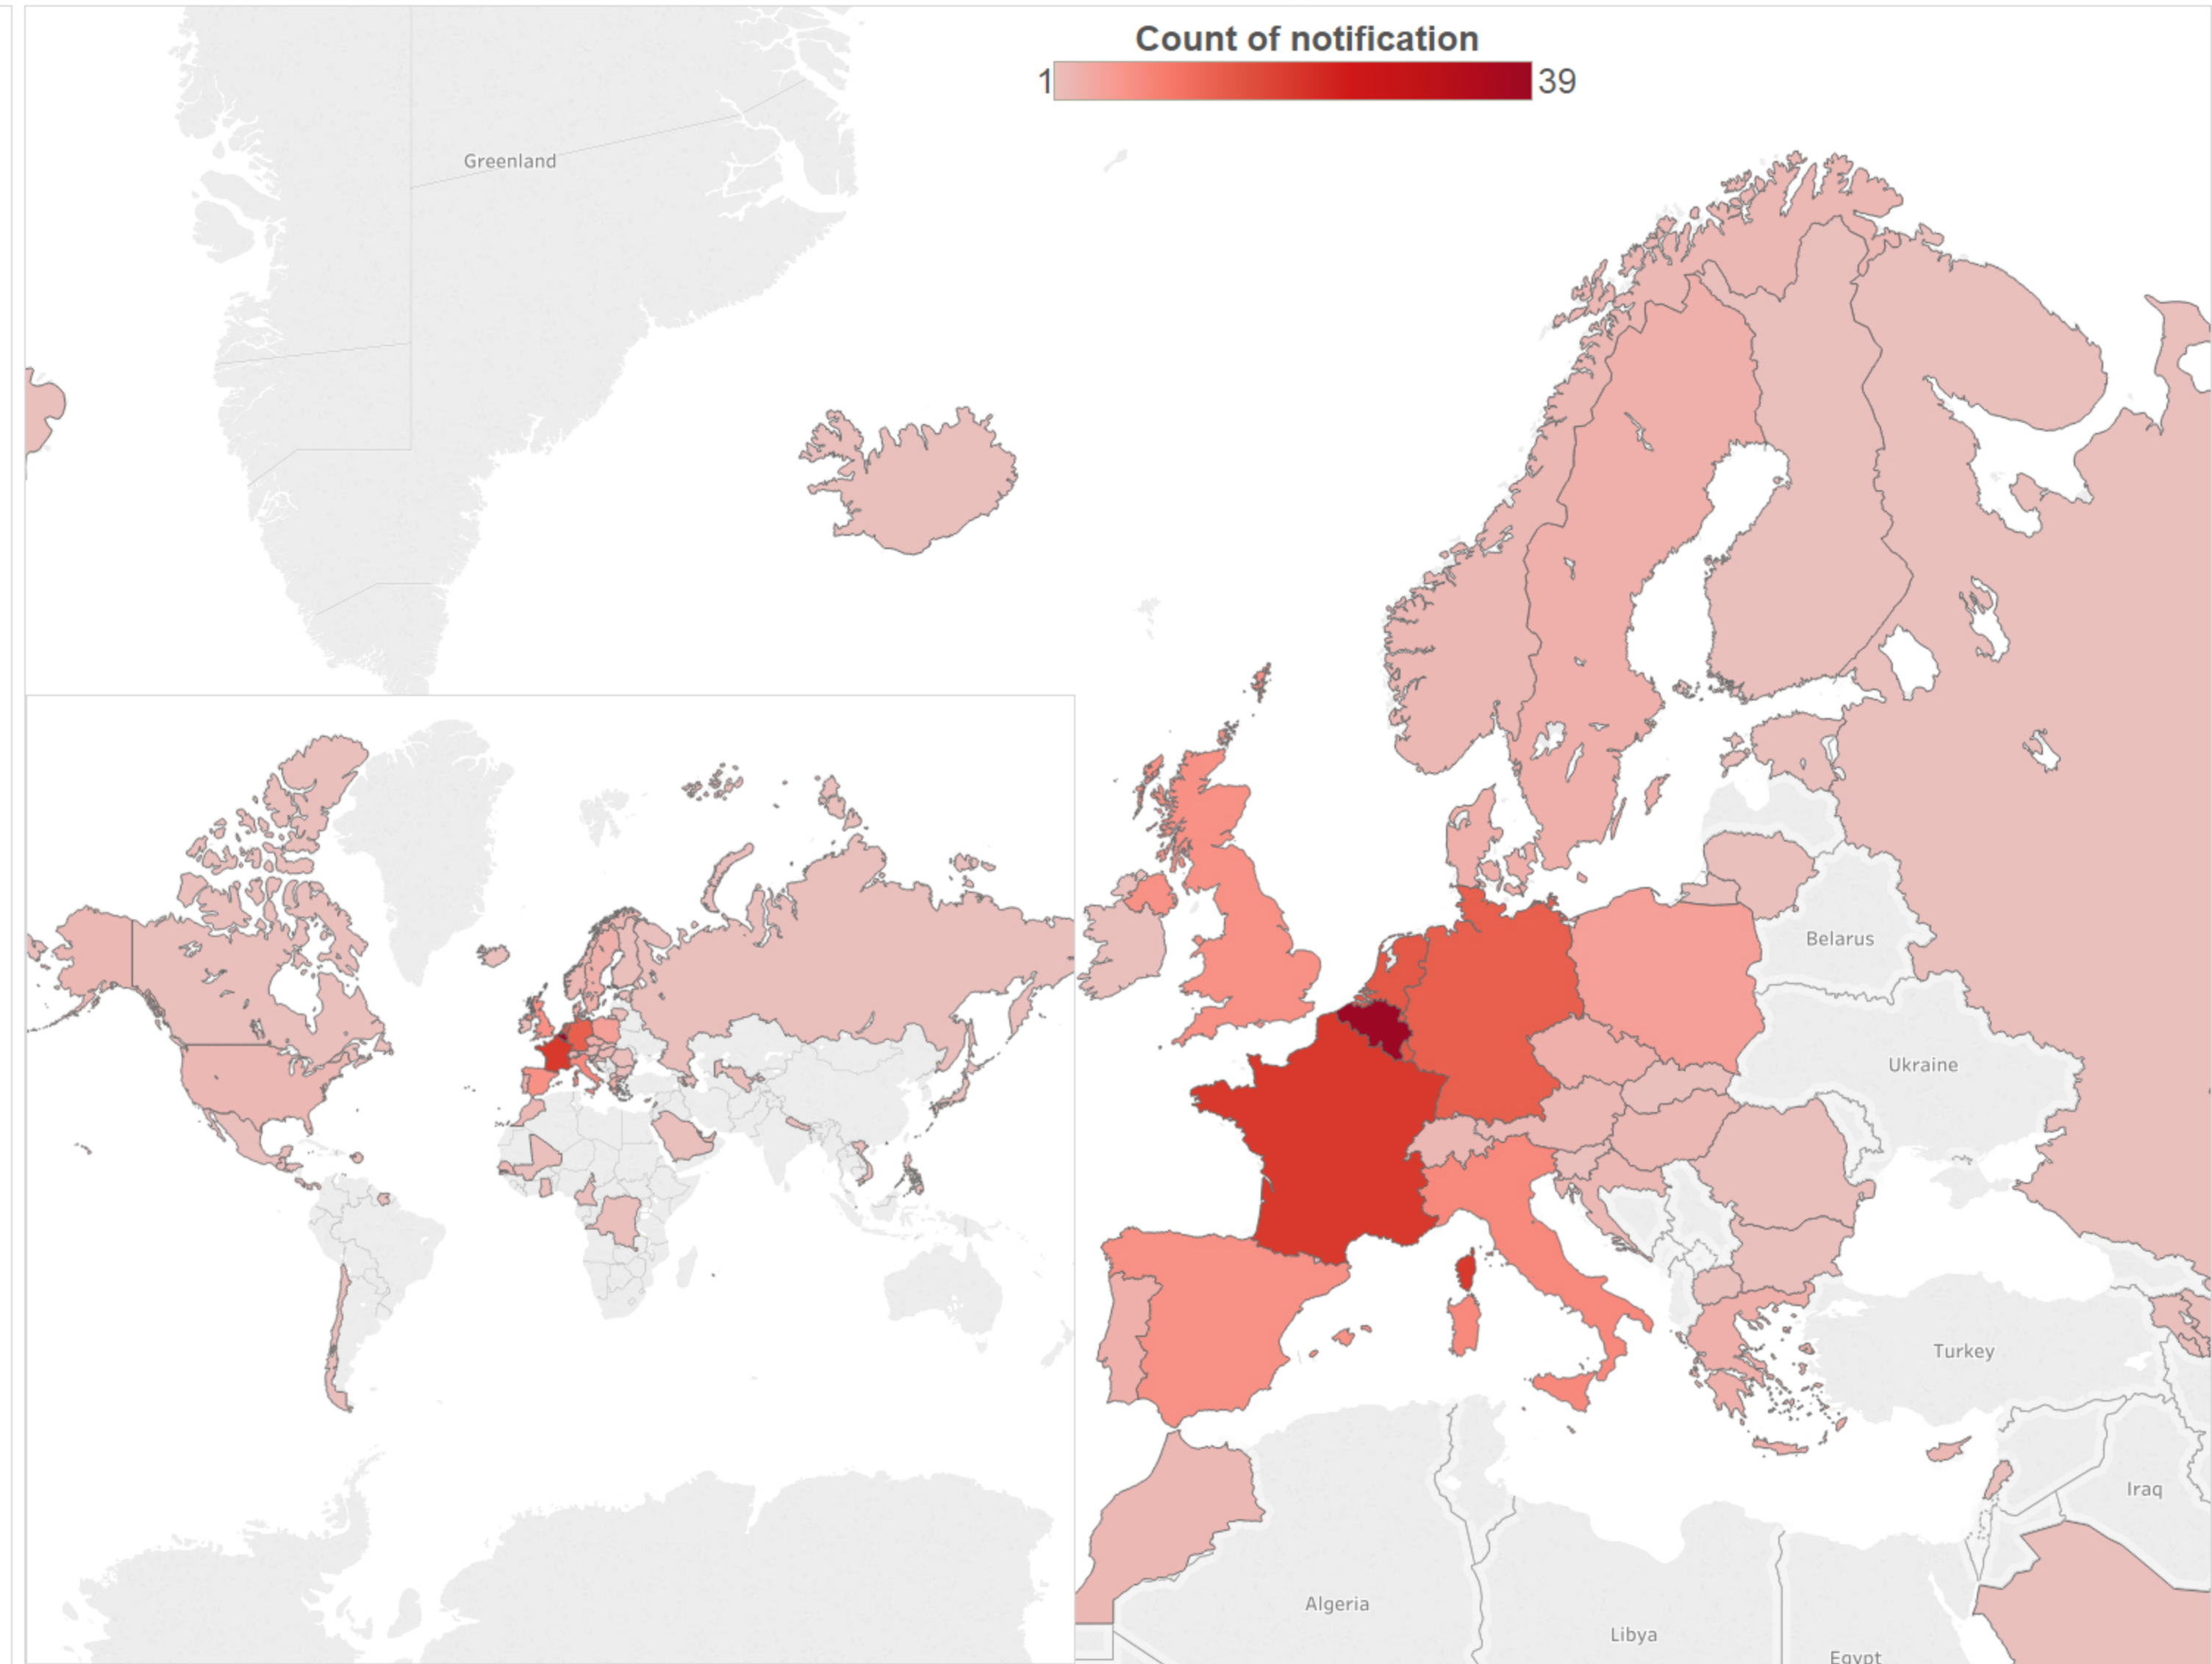 Count of notification
1 39
Greenland
Belarus
Ukraine
Turkey
Iraq
Algeria
Libya
Egypt